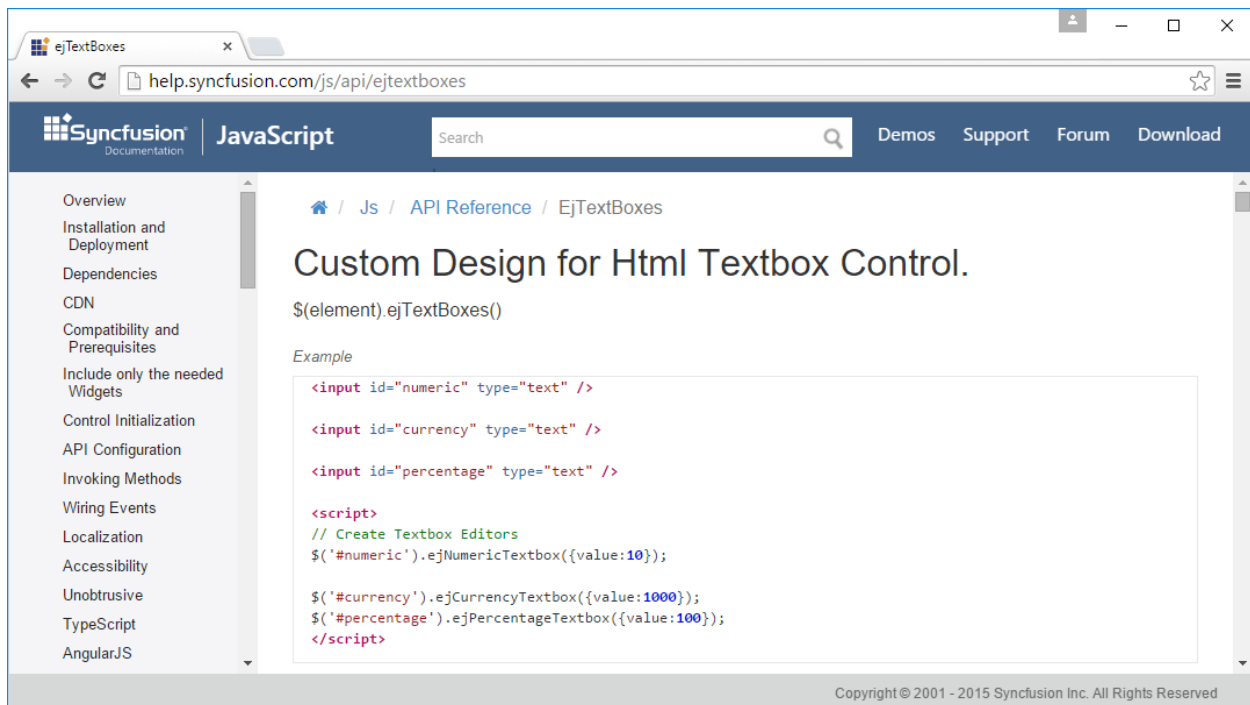 ejTextBoxes
help.syncfusion.com/js/api/ejtextboxes
Syncfusion
Documentation
JavaScript
Search
Demos
Support
Forum
Download
Overview
Installation and
Deployment
Dependencies
CDN
Compatibility and
Prerequisites
Include only the needed
Widgets
Control Initialization
API Configuration
Invoking Methods
Wiring Events
Localization
Accessibility
Unobtrusive
TypeScript
AngularJS
/ Js / API Reference / EjTextBoxes
Custom Design for Html Textbox Control.
$(element).ejTextBoxes()
Example
<input id="numeric" type="text" />
<input id="currency" type="text" />
<input id="percentage" type="text" />
<script>
// Create Textbox Editors
$('#numeric').ejNumericTextbox({value:10});
$('#currency').ejCurrencyTextbox({value:1000});
$('#percentage').ejPercentageTextbox({value:100});
</script>
Copyright © 2001 - 2015 Syncfusion Inc. All Rights Reserved